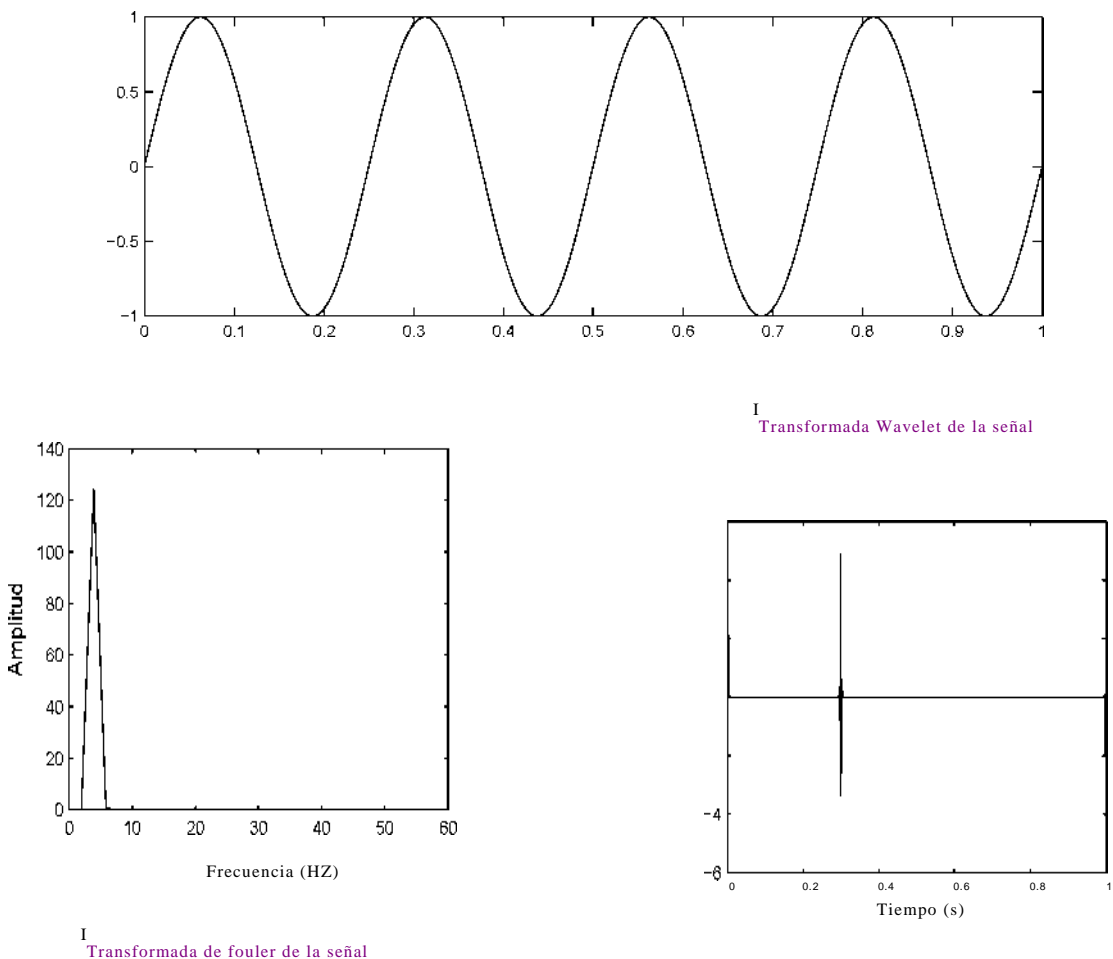 1
0.5
0
−0.5
−1
0 0.1 0.2 0.3 0.4 0.5 0.6 0.7 0.8 0.9 1
I
Transformada Wavelet de la señal
140
120
100
80
60
40
20
0
Amplitud
0 10 20 30 40 50 60
Frecuencia (HZ)
−4
−6
0 0.2 0.4 0.6 0.8 1
Tiempo (s)
I
Transformada de fouler de la señal